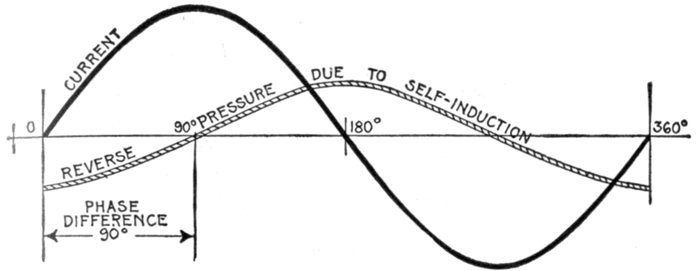 CURRENT
REVERSE PRESSURE DUE TO SELF-INDUCTION
+
0
90°
180°
360°
PHASE
DIFFERENCE
90°